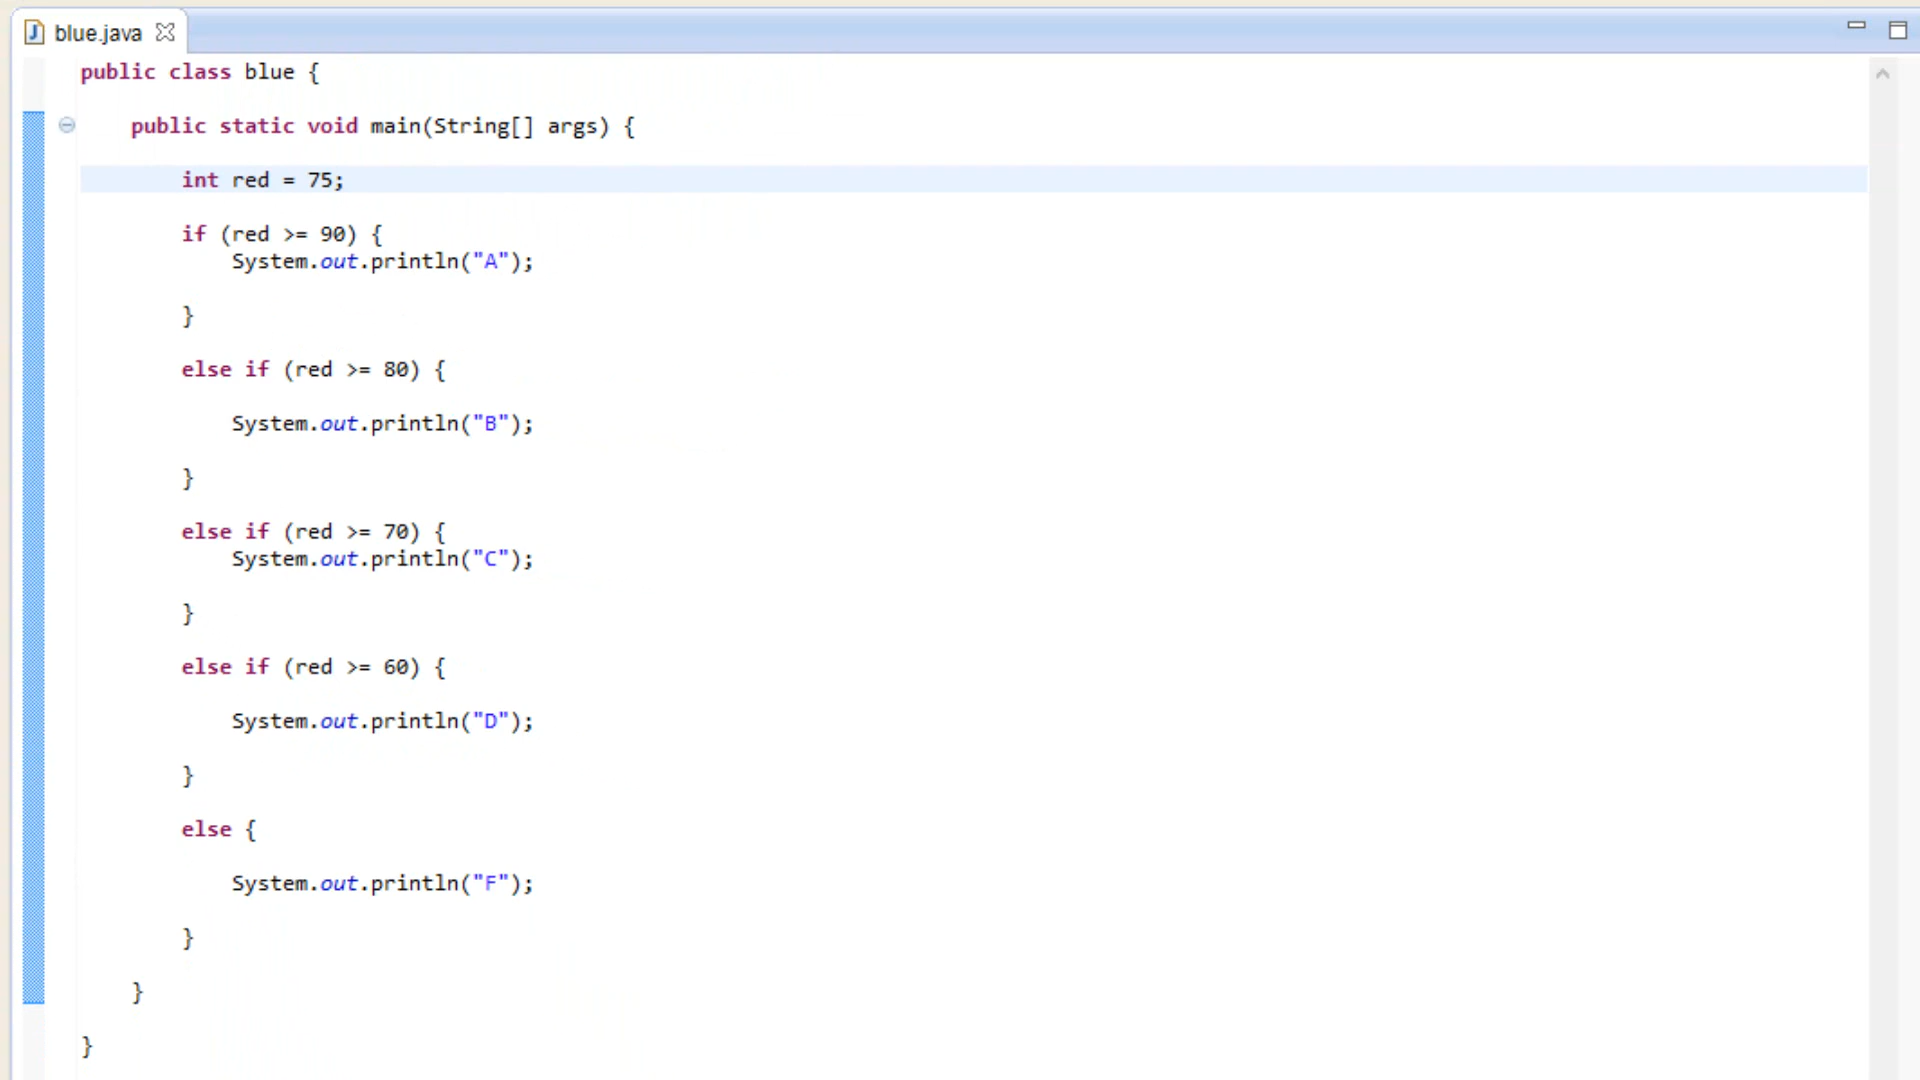 blue.java
public class blue {
public static void main(String[] args) {
int red = 75;
if (red >= 90) {
System.out.println("A");
}
else if (red >= 80) {
System.out.println("B");
}
else if (red >= 70) {
System.out.println("C");
}
else if (red >= 60) {
System.out.println("D");
}
else {
System.out.println("F");
}
}
}